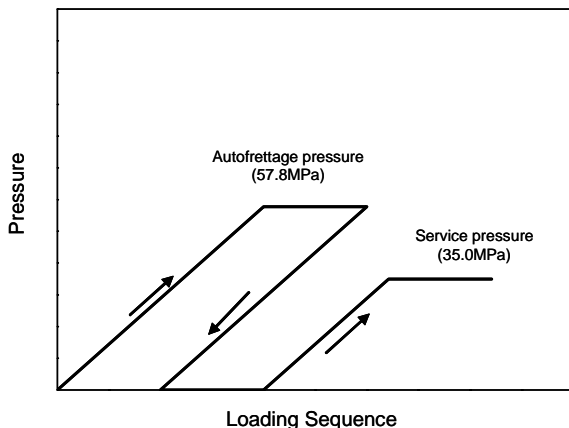 Autofrettage pressure
(57.8MPa)
Service pressure
(35.0MPa)
Pressure
Loading Sequence